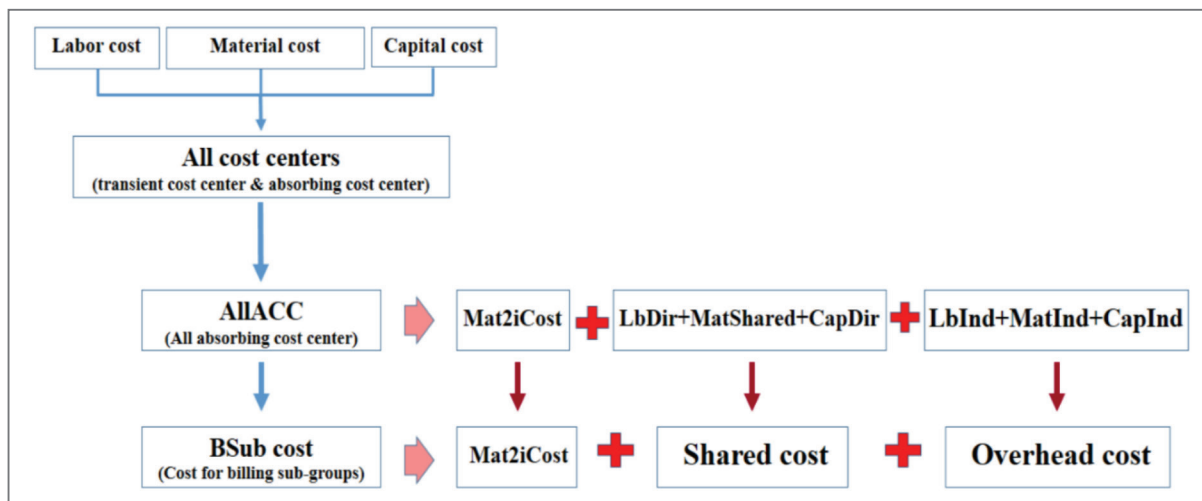 Labor cost
Material cost
Capital cost
All cost centers
(transient cost center & absorbing cost center)
AllACC
(All absorbing cost center)
Mat2iCost
LbDir+MatShared+CapDir
LbInd+MatInd+CapInd
BSub cost
(Cost for billing sub-groups)
Mat2iCost
Shared cost
Overhead cost